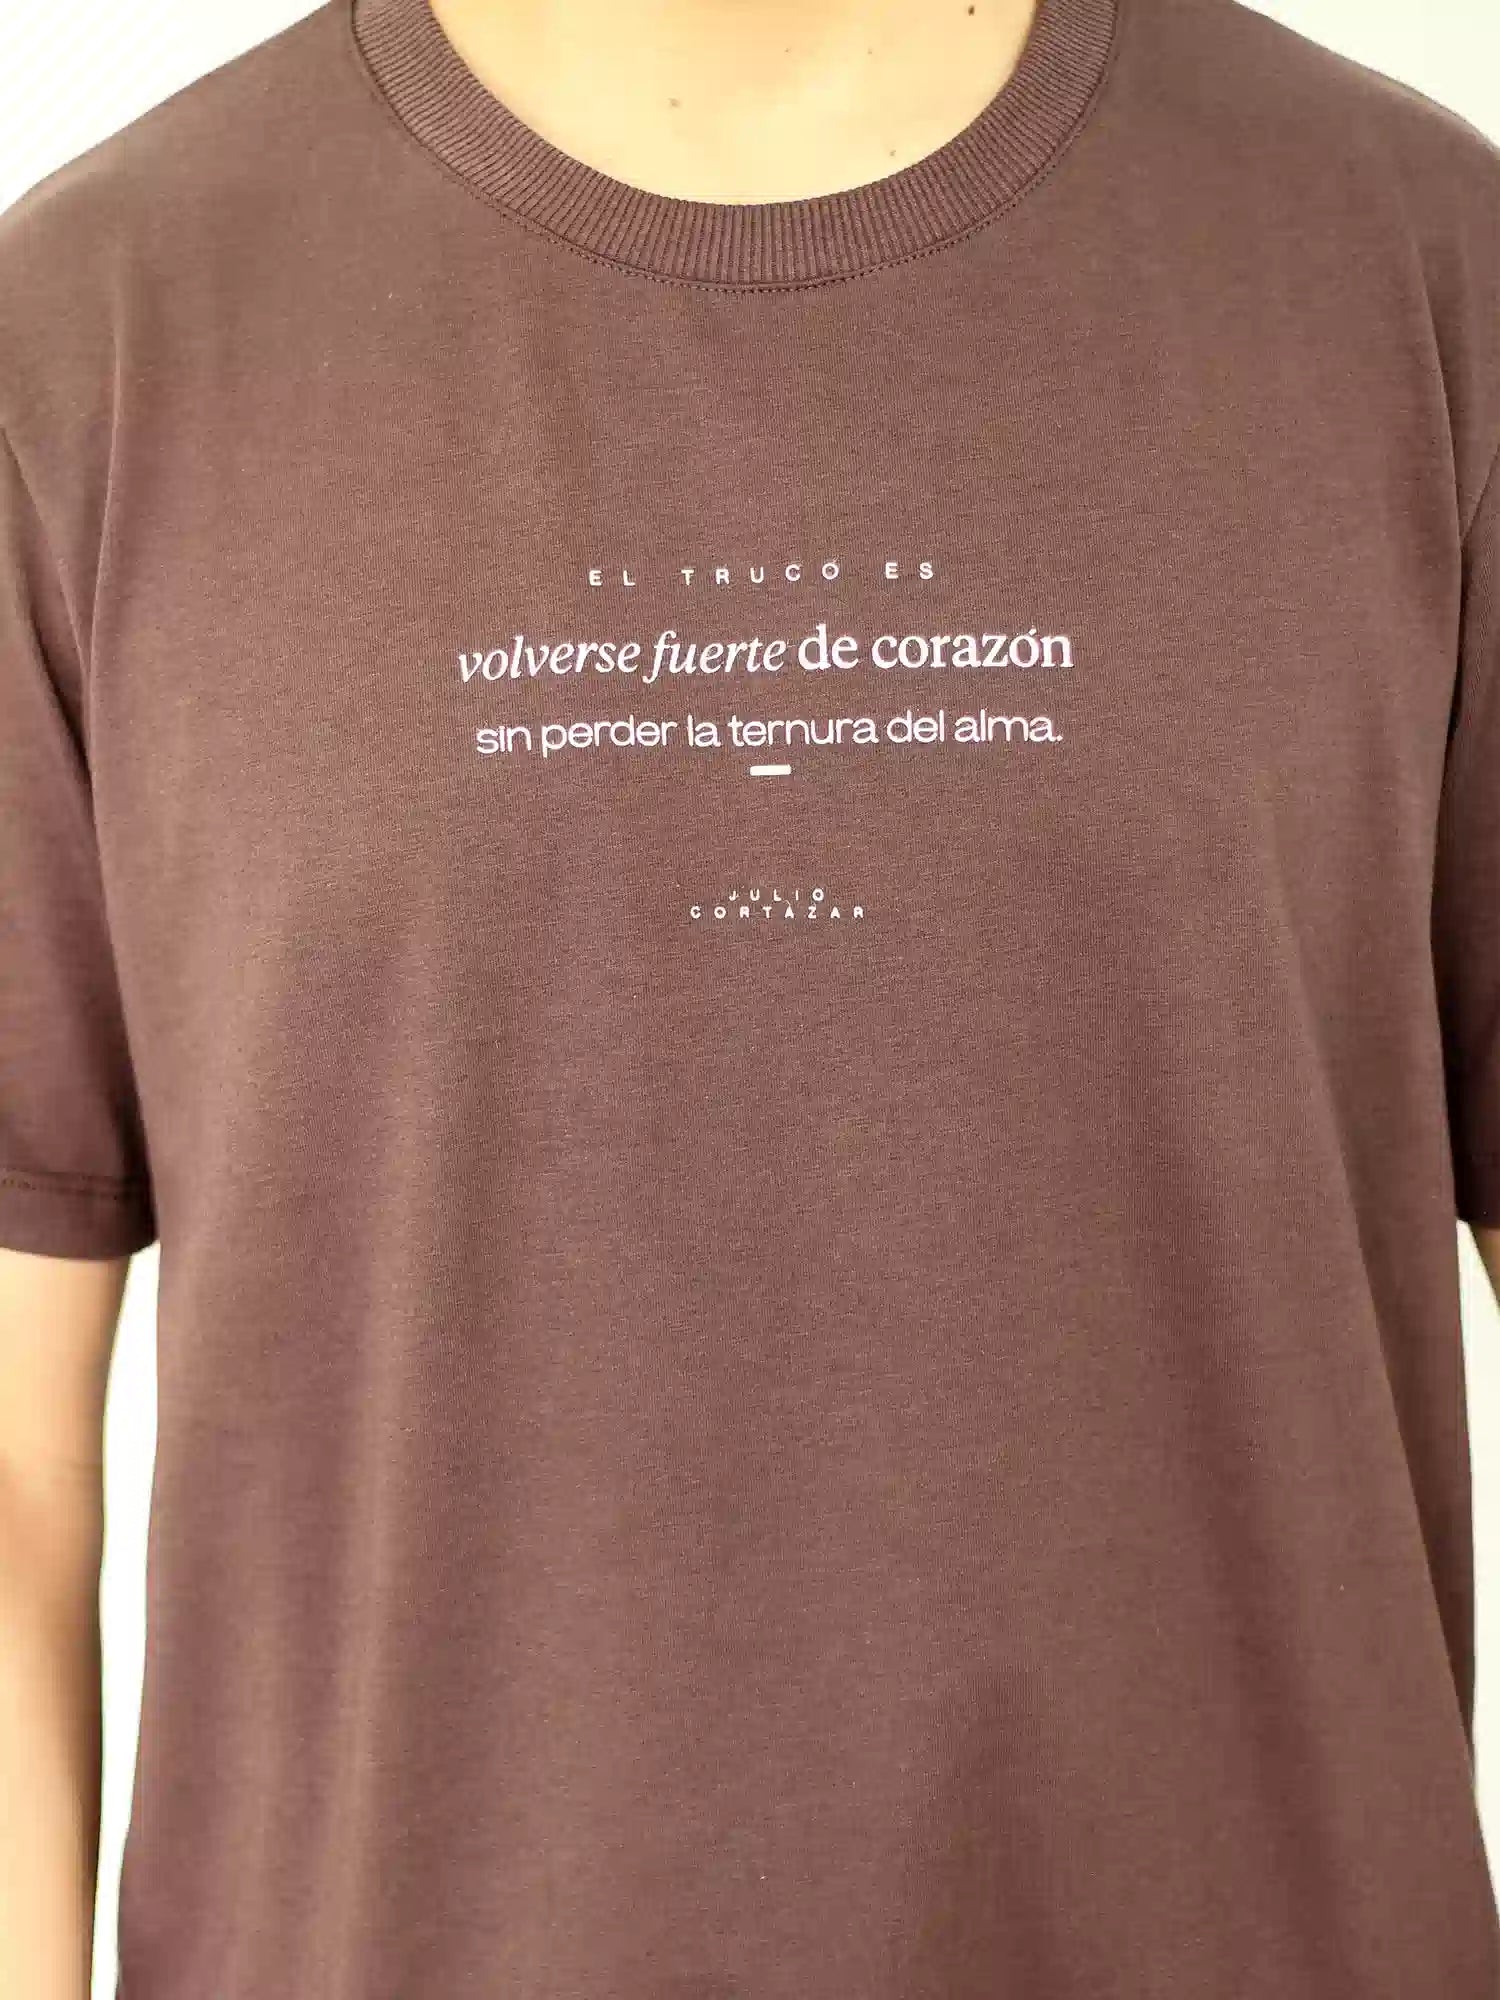 EL TRUCO ES
volverse fuerte de corazón
sin perder la ternura del alma.
JULIO
CORTÁZAR